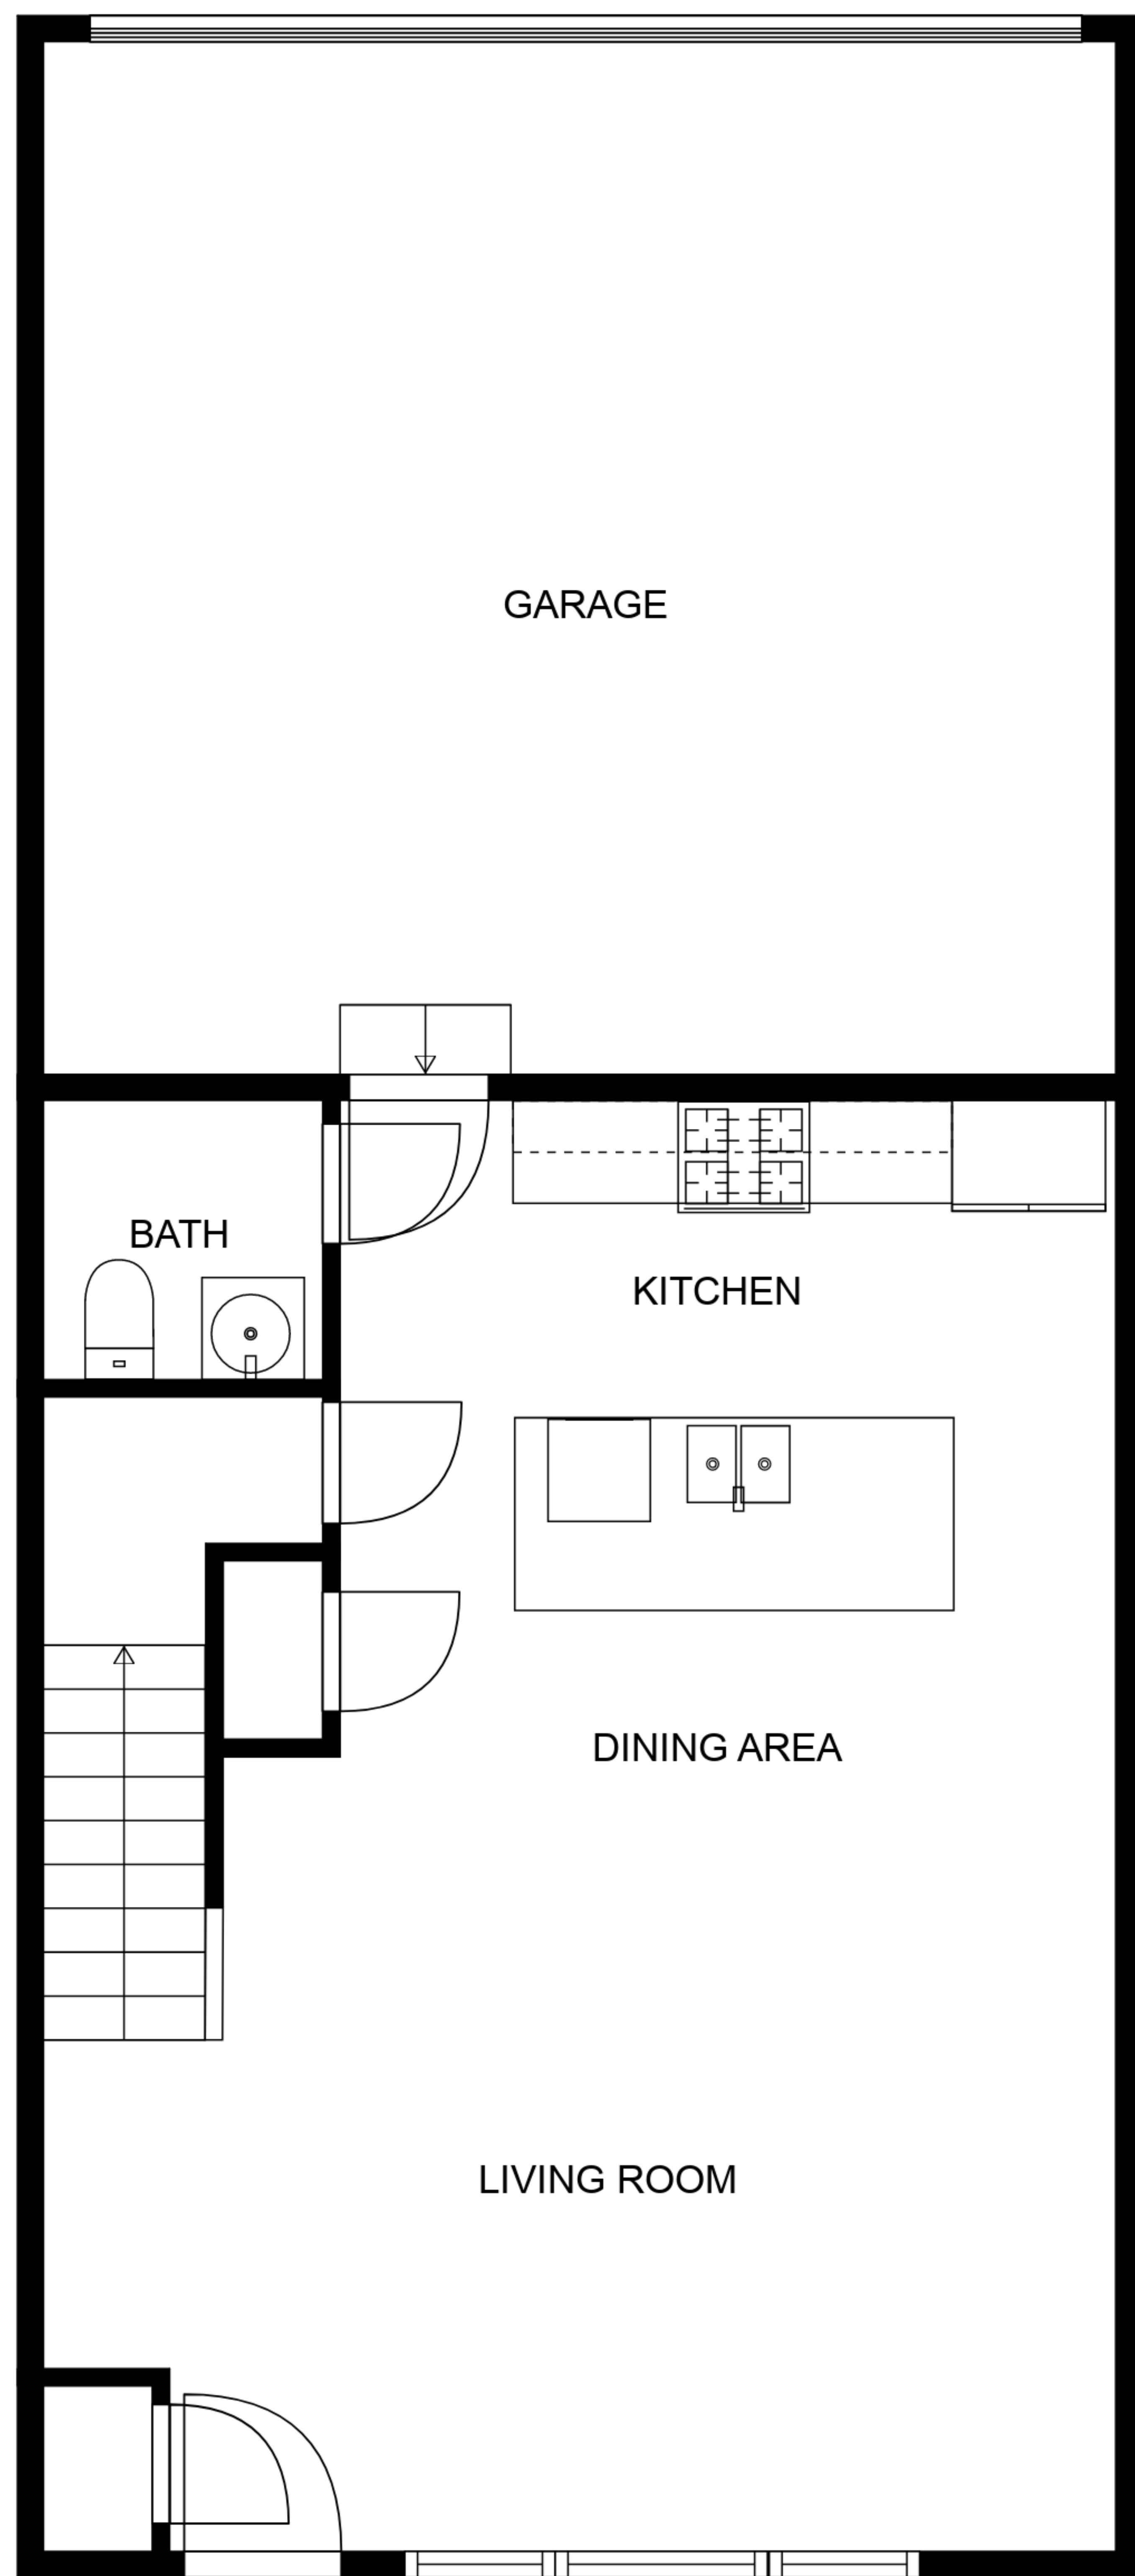 GARAGE
BATH
KITCHEN
DINING AREA
LIVING ROOM